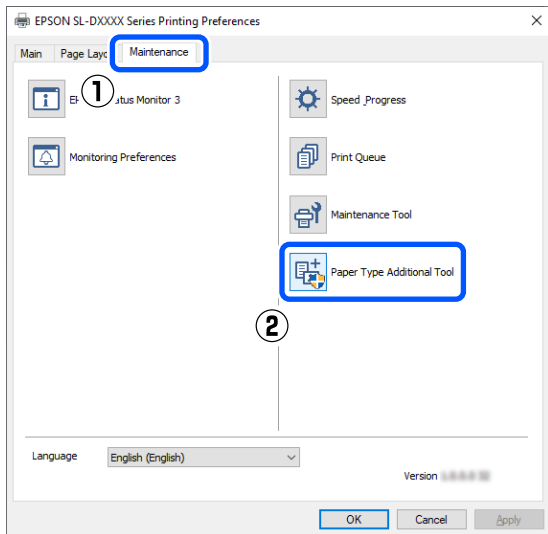 EPSON SL-DXXXX Series Printing Preferences
Main Page Layo Maintenance
1
EP atus Monitor 3
Speed Progress
Monitoring Preferences
Print Queue
Maintenance Tool
Paper Type Additional Tool
2
Language English (English)
Version
OK Cancel Apply